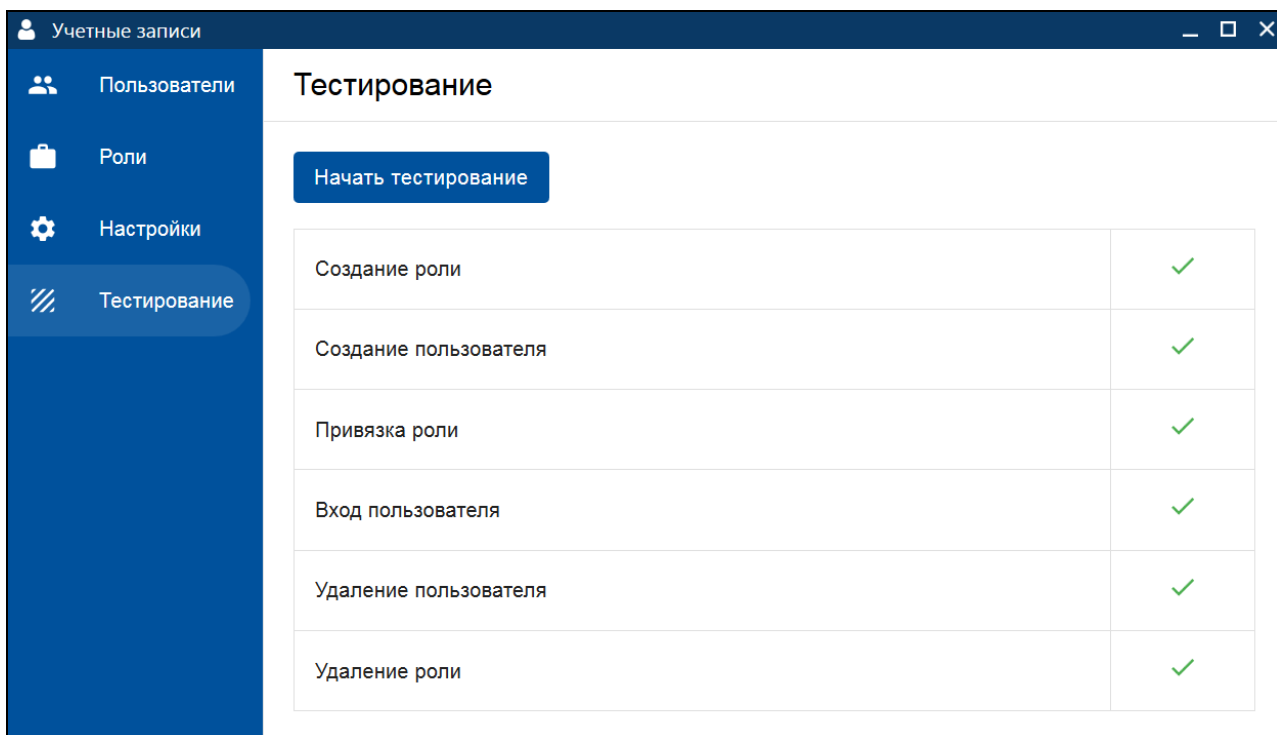 Учетные записи
Пользователи
Роли
Настройки
Тестирование
Тестирование
Начать тестирование
Создание роли
Создание пользователя
Привязка роли
Вход пользователя
Удаление пользователя
Удаление роли